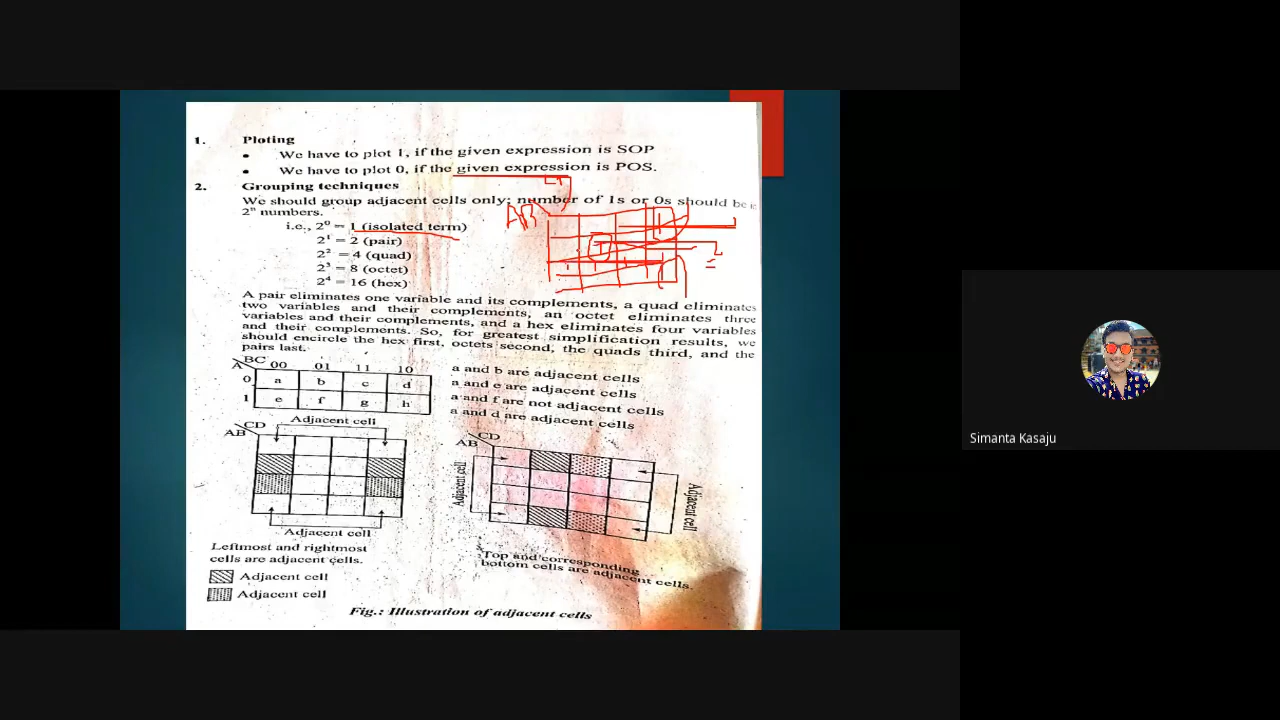 1. Ploting
• We have to plot 1, if the given expression is SOP
• We have to plot 0, if the given expression is POS.
2. Grouping techniques
We should group adjacent cells only; number of 1s or 0s should be in
2ⁿ numbers.
i.e., 2⁰ = 1 (isolated term)
2¹ = 2 (pair)
2² = 4 (quad)
2³ = 8 (octet)
2⁴ = 16 (hex)
AB
1
2
A pair eliminates one variable and its complements, a quad eliminates
two variables and their complements, an octet eliminates three
variables and their complements, and a hex eliminates four variables
and their complements. So, for greatest simplification results, we
should encircle the hex first, octets second, the quads third, and the
pairs last.
A BC 00 01 11 10
0 a b c d
1 e f g h
a and b are adjacent cells
a and e are adjacent cells
a and f are not adjacent cells
a and d are adjacent cells
Adjacent cell
AB CD
Adjacent cell
Leftmost and rightmost
cells are adjacent cells.
Adjacent cell
Adjacent cell
AB CD
Adjacent cell
Adjacent cell
Top and corresponding
bottom cells are adjacent cells.
Fig.: Illustration of adjacent cells
Simanta Kasaju